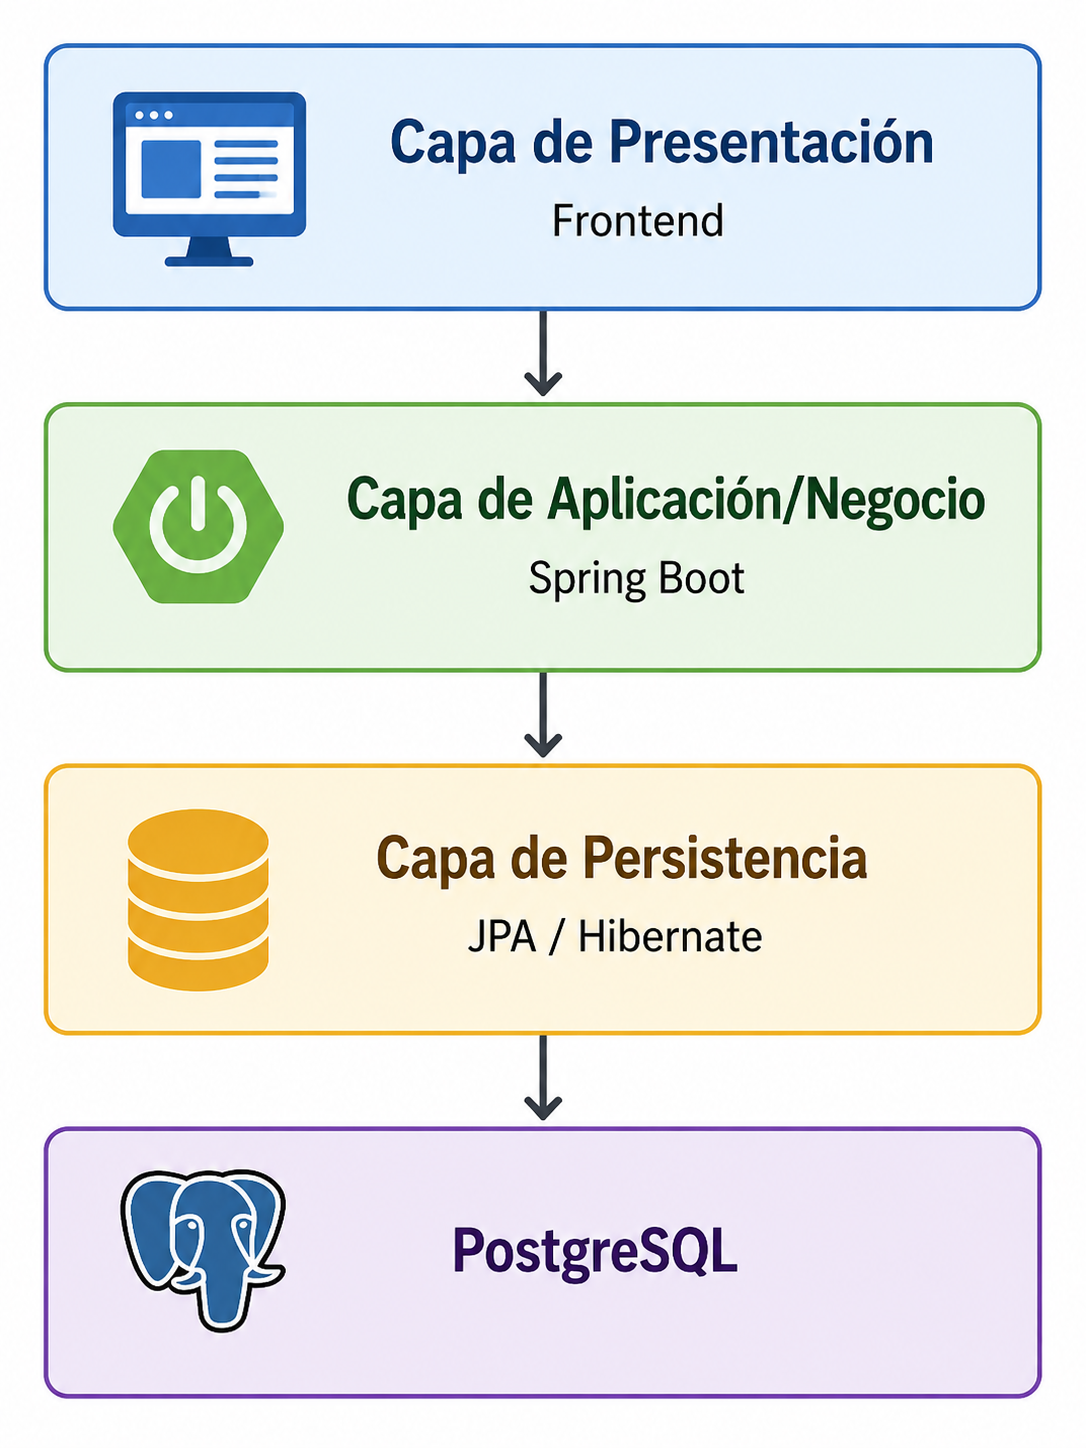 Capa de Presentación
Frontend
Capa de Aplicación/Negocio
Spring Boot
Capa de Persistencia
JPA / Hibernate
PostgreSQL